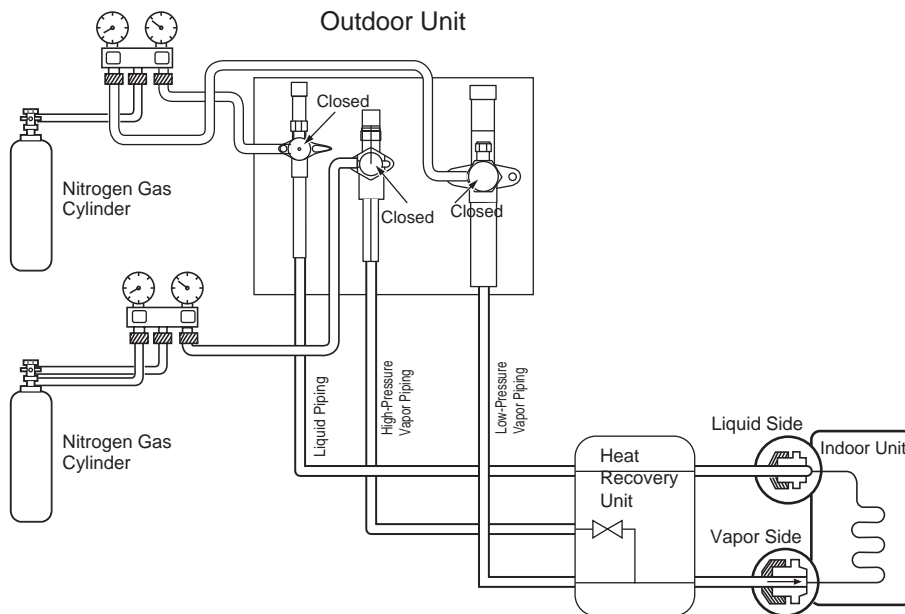 Outdoor Unit
Closed
Closed
Closed
Nitrogen Gas
Cylinder
Nitrogen Gas
Cylinder
Liquid Piping
High-Pressure
Vapor Piping
Low-Pressure
Vapor Piping
Liquid Side
Indoor Unit
Heat
Recovery
Unit
Vapor Side